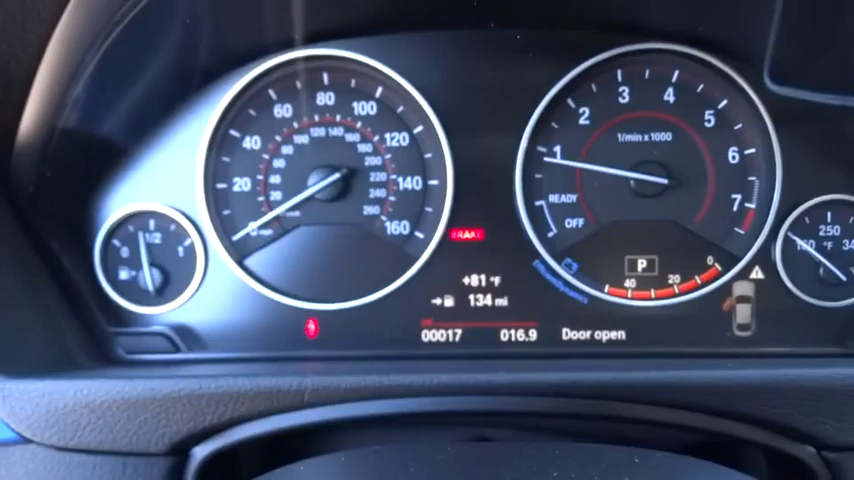 0 1/2 1
0 20 40 60 80 100 120 140 160
20 40 60 80 100 120 140 160 180 200 220 240 260
BRAKE
+81 °F
134 mi
00017 016.9
1 2 3 4 5 6 7
1/min x 1000
READY
OFF
P
40 20 0
EfficientDynamics
Door open
250
°F